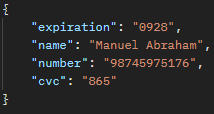 {
"expiration": "0928",
"name": "Manuel Abraham",
"number": "98745975176",
"cvc": "865"
}